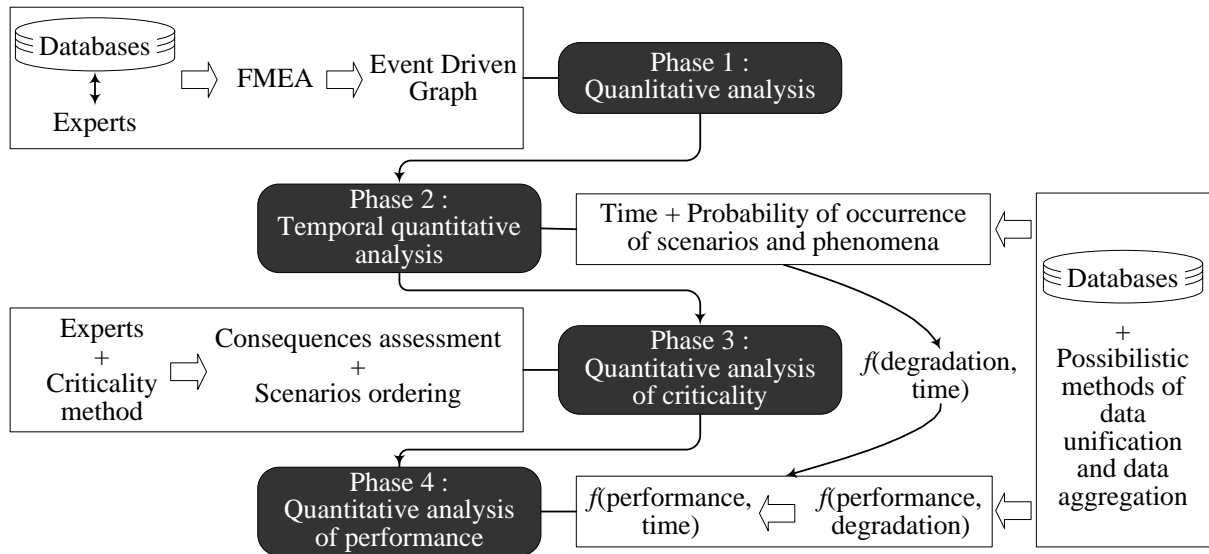 Databases
Experts
FMEA
Event Driven
Graph
Phase 1 :
Quanlitative analysis
Phase 2 :
Temporal quantitative
analysis
Time + Probability of occurrence
of scenarios and phenomena
Databases
+
Possibilistic
methods of
data
unification
and data
aggregation
Experts
+
Criticality
method
Consequences assessment
+
Scenarios ordering
Phase 3 :
Quantitative analysis
of criticality
f(degradation,
time)
Phase 4 :
Quantitative analysis
of performance
f(performance,
time)
f(performance,
degradation)